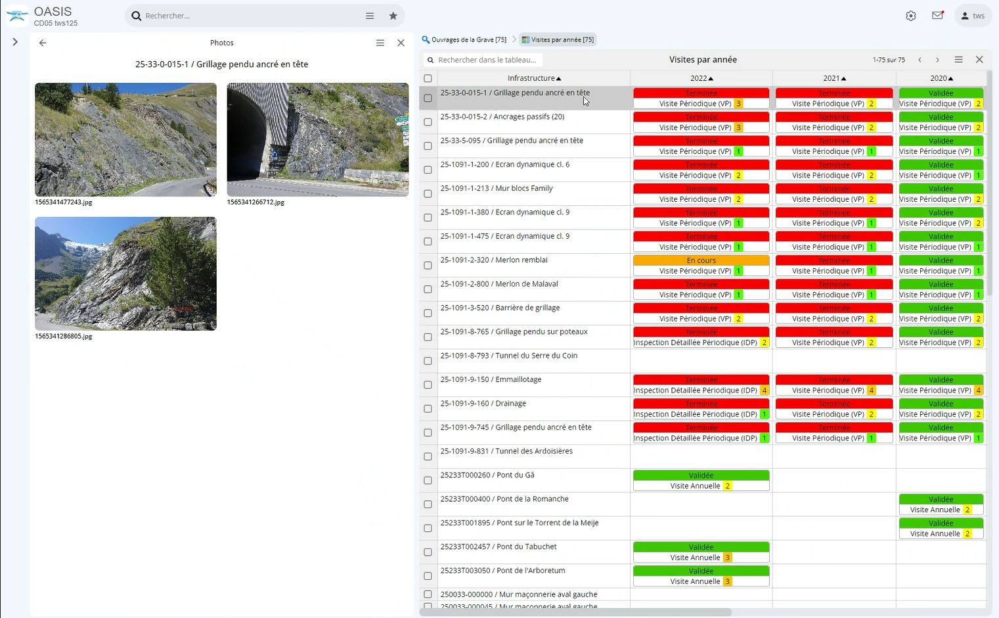 OASIS
CD05 tws125
Rechercher...
tws
Photos
25-33-0-015-1 / Grillage pendu ancré en tête
1565341477243.jpg
1565341266712.jpg
1565341286805.jpg
Ouvrages de la Grave [75]
Visites par année [75]
Rechercher dans le tableau...
Visites par année
1-75 sur 75
Infrastructure 2022 2021 2020
25-33-0-015-1 / Grillage pendu ancré en tête
Terminée Terminée Validée
Visite Périodique (VP) 3 Visite Périodique (VP) 2 Visite Périodique (VP) 2
25-33-0-015-2 / Ancrages passifs (20)
Terminée Terminée Validée
Visite Périodique (VP) 3 Visite Périodique (VP) 2 Visite Périodique (VP) 2
25-33-5-095 / Grillage pendu ancré en tête
Terminée Terminée Validée
Visite Périodique (VP) 1 Visite Périodique (VP) 1 Visite Périodique (VP) 1
25-1091-1-200 / Ecran dynamique cl. 6
Terminée Terminée Validée
Visite Périodique (VP) 2 Visite Périodique (VP) 2 Visite Périodique (VP) 1
25-1091-1-213 / Mur blocs Family
Terminée Terminée Validée
Visite Périodique (VP) 2 Visite Périodique (VP) 2 Visite Périodique (VP) 2
25-1091-1-380 / Ecran dynamique cl. 9
Terminée Terminée Validée
Visite Périodique (VP) 1 Visite Périodique (VP) 1 Visite Périodique (VP) 2
25-1091-1-475 / Ecran dynamique cl. 9
Terminée Terminée Validée
Visite Périodique (VP) 1 Visite Périodique (VP) 1 Visite Périodique (VP) 1
25-1091-2-320 / Merlon remblai
En cours Terminée Validée
Visite Périodique (VP) 1 Visite Périodique (VP) 1 Visite Périodique (VP) 1
25-1091-2-800 / Merlon de Malaval
Terminée Terminée Validée
Visite Périodique (VP) 1 Visite Périodique (VP) 1 Visite Périodique (VP) 1
25-1091-3-520 / Barrière de grillage
Terminée Terminée Validée
Visite Périodique (VP) 2 Visite Périodique (VP) 2 Visite Périodique (VP) 2
25-1091-8-765 / Grillage pendu sur poteaux
Terminée Terminée Validée
Inspection Détaillée Périodique (IDP) 2 Visite Périodique (VP) 2 Visite Périodique (VP) 2
25-1091-8-793 / Tunnel du Serre du Coin
25-1091-9-150 / Emmaillotage
Terminée Terminée Validée
Inspection Détaillée Périodique (IDP) 4 Visite Périodique (VP) 4 Visite Périodique (VP) 4
25-1091-9-160 / Drainage
Terminée Terminée Validée
Inspection Détaillée Périodique (IDP) 1 Visite Périodique (VP) 2 Visite Périodique (VP) 2
25-1091-9-745 / Grillage pendu ancré en tête
Terminée Terminée Validée
Inspection Détaillée Périodique (IDP) 1 Visite Périodique (VP) 1 Visite Périodique (VP) 1
25-1091-9-831 / Tunnel des Ardoisières
25233T000260 / Pont du Gâ
Validée
Visite Annuelle 2
25233T000400 / Pont de la Romanche
Validée
Visite Annuelle 2
25233T001895 / Pont sur le Torrent de la Meije
Validée
Visite Annuelle 2
25233T002457 / Pont du Tabuchet
Validée
Visite Annuelle 3
25233T003050 / Pont de l'Arboretum
Validée
Visite Annuelle 3
250033-000000 / Mur maçonnerie aval gauche
250033-000045 / Mur maçonnerie aval gauche